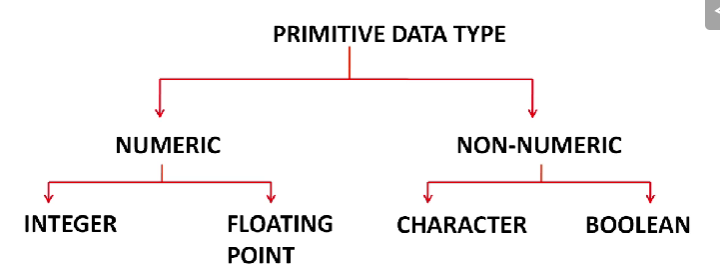 PRIMITIVE DATA TYPE
NUMERIC
NON-NUMERIC
INTEGER
FLOATING
POINT
CHARACTER
BOOLEAN